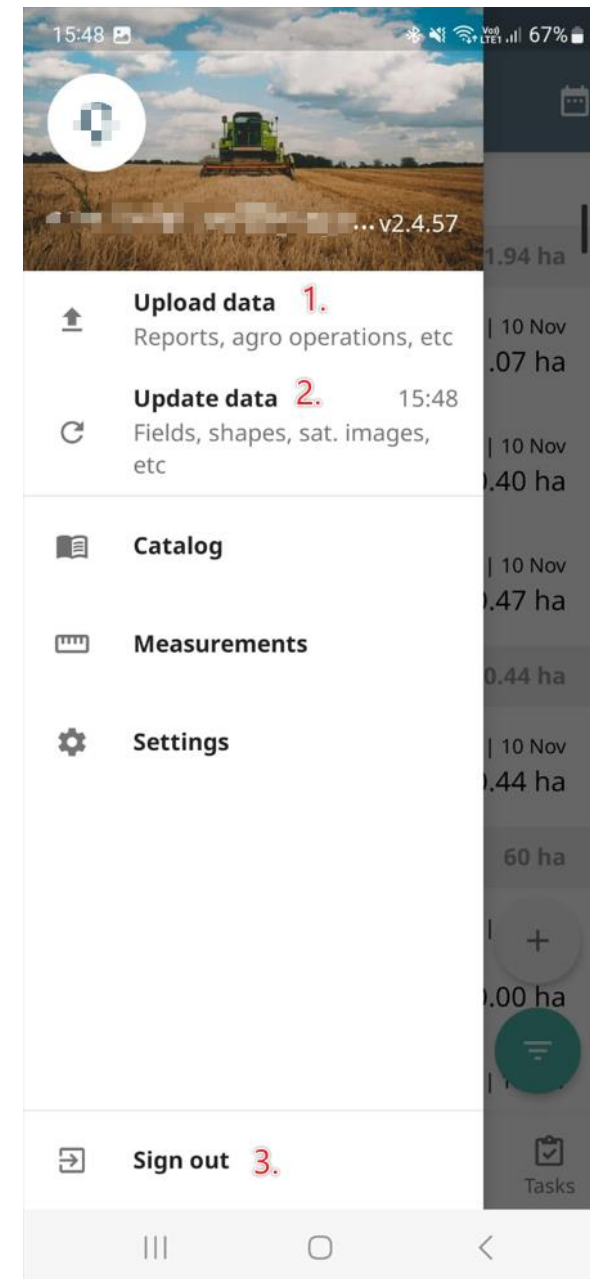 15:48 67%
... v2.4.57
Upload data 1.
Reports, agro operations, etc
Update data 2. 15:48
Fields, shapes, sat. images,
etc
Catalog
Measurements
Settings
Sign out 3.
1.94 ha
| 10 Nov
.07 ha
| 10 Nov
.40 ha
| 10 Nov
.47 ha
0.44 ha
| 10 Nov
.44 ha
60 ha
.00 ha
Tasks